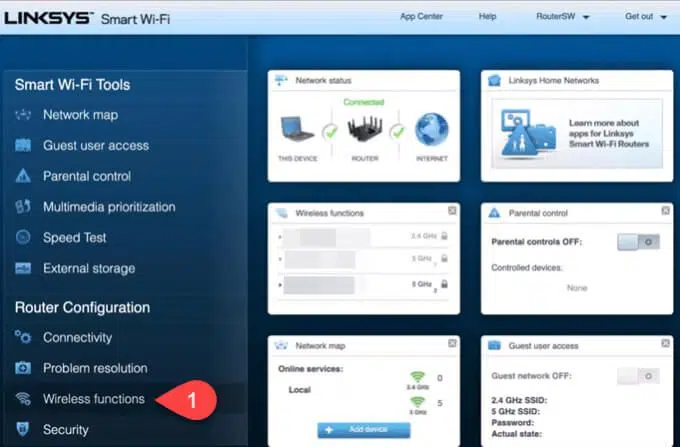 LINKSYS™ Smart Wi-Fi
App Center Help RouterSW Get out
Smart Wi-Fi Tools
Network map
Guest user access
Parental control
Multimedia prioritization
Speed Test
External storage
Router Configuration
Connectivity
Problem resolution
Wireless functions
1
Security
Network status
Connected
THIS DEVICE ROUTER INTERNET
Linksys Home Networks
Learn more about
apps for Linksys
Smart Wi-Fi Routers
Wireless functions
2.4 GHz
5 GHz 1
5 GHz 2
Parental control
Parental controls OFF:
Controlled devices.
None
Network map
Online services:
Local
2.4 GHz 0
5 GHz 5
+ Add device
Guest user access
Guest network OFF:
2.4 GHz SSID:
5 GHz SSID:
Password:
Actual state: